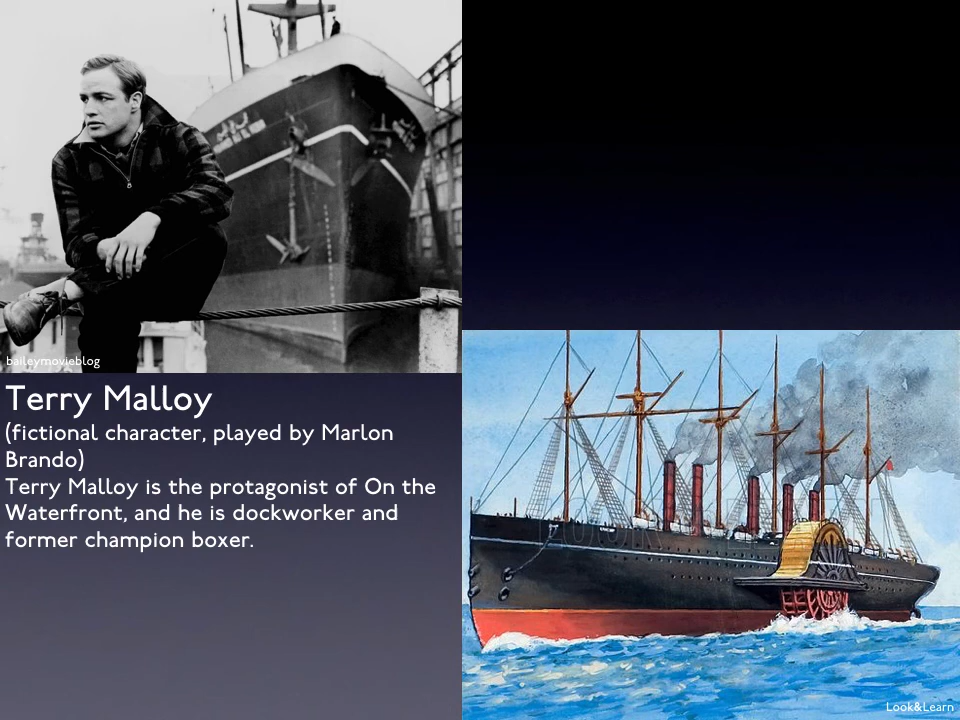 baileymovieblog
Terry Malloy
(fictional character, played by Marlon
Brando)
Terry Malloy is the protagonist of On the
Waterfront, and he is dockworker and
former champion boxer.
Look&Learn